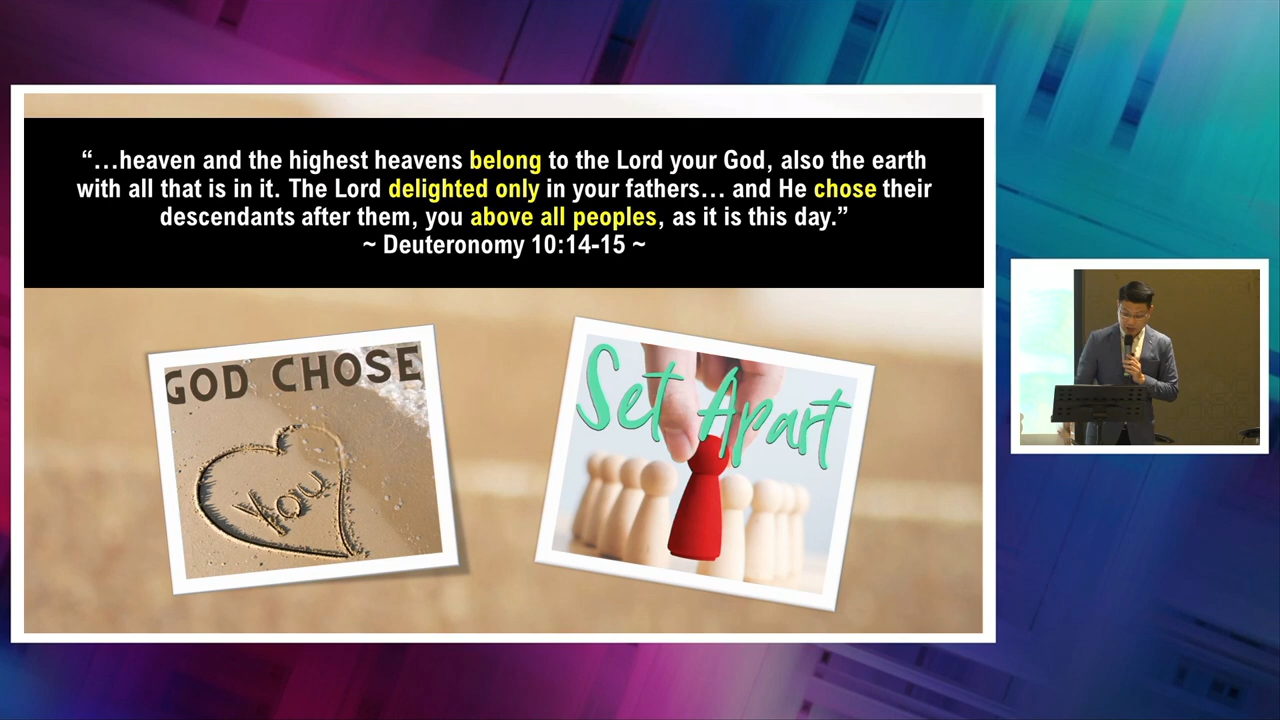 “…heaven and the highest heavens belong to the Lord your God, also the earth
with all that is in it. The Lord delighted only in your fathers… and He chose their
descendants after them, you above all peoples, as it is this day.”
~ Deuteronomy 10:14-15 ~
GOD CHOSE
You
Set Apart